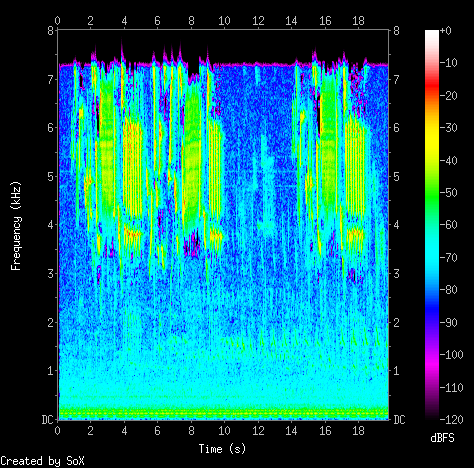 0 2 4 6 8 10 12 14 16 18
8 8 +0
7 7 -10
6 6 -20
5 5 -30
4 4 -40
3 3 -50
2 2 -60
1 1 -70
DC DC -80
-90
-100
-110
-120
Frequency (kHz)
0 2 4 6 8 10 12 14 16 18
dBFS
Time (s)
Created by SoX